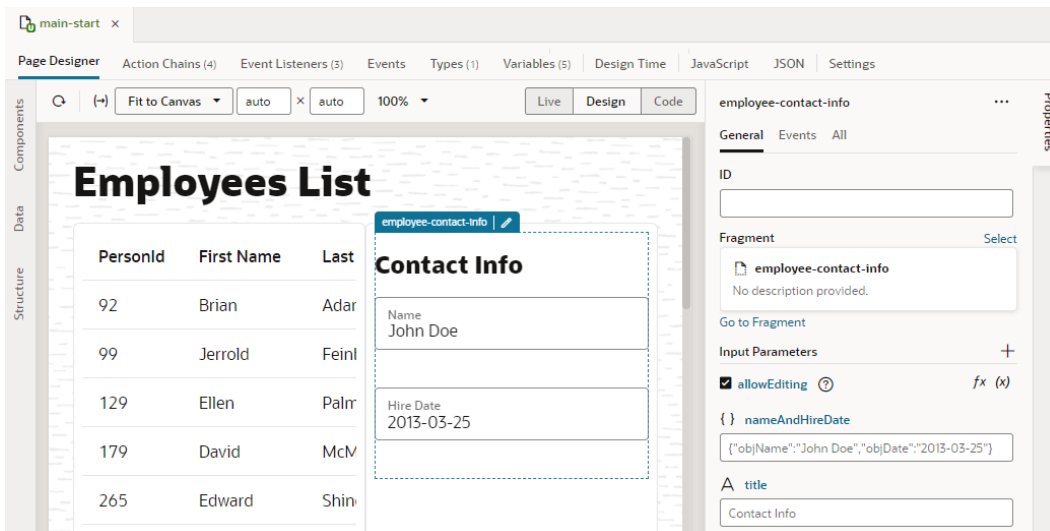 main-start ×
Page Designer Action Chains (4) Event Listeners (3) Events Types (1) Variables (5) Design Time JavaScript JSON Settings
Components
Data
Structure
Fit to Canvas auto × auto 100% Live Design Code
Employees List
PersonId First Name Last
92 Brian Adar
99 Jerrold Feinl
129 Ellen Palm
179 David McM
265 Edward Shin
employee-contact-info
Contact Info
Name
John Doe
Hire Date
2013-03-25
employee-contact-info ...
General Events All
ID
Fragment Select
employee-contact-info
No description provided.
Go to Fragment
Input Parameters +
allowEditing ? fx (x)
{ } nameAndHireDate
{"objName":"John Doe","objDate":"2013-03-25"}
A title
Contact Info
Properties